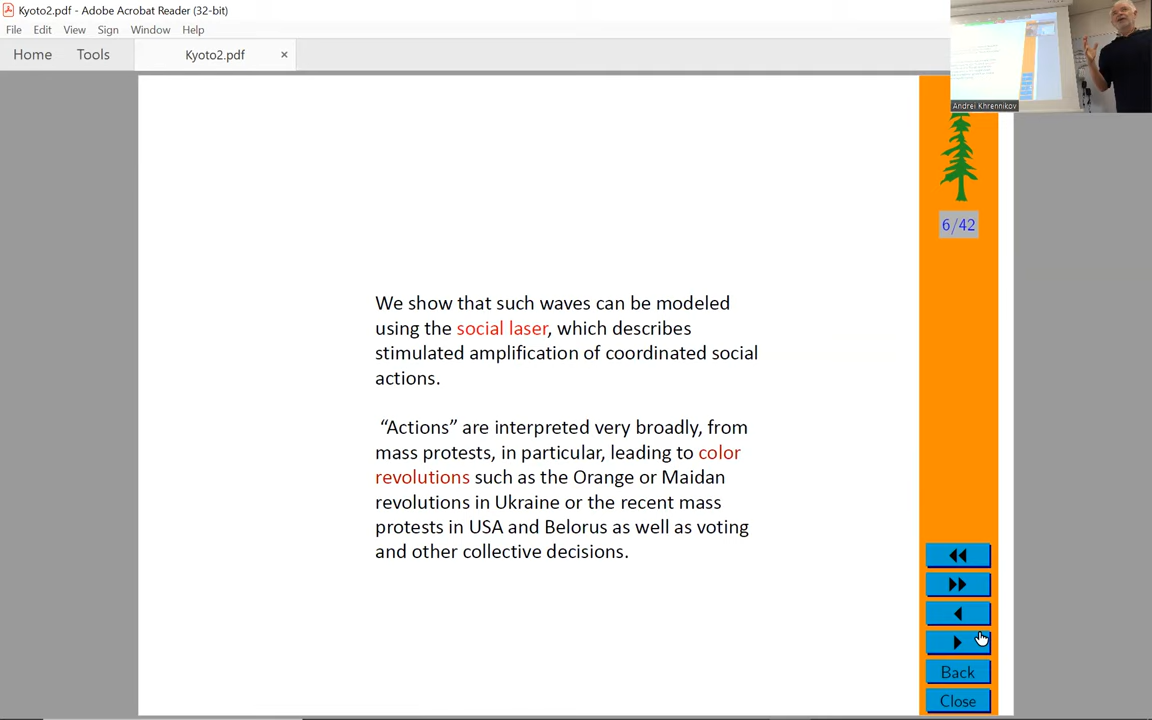 Kyoto2.pdf - Adobe Acrobat Reader (32-bit)
File Edit View Sign Window Help
Home Tools Kyoto2.pdf ×
Andrei Khrennikov
6/42
We show that such waves can be modeled
using the social laser, which describes
stimulated amplification of coordinated social
actions.
“Actions” are interpreted very broadly, from
mass protests, in particular, leading to color
revolutions such as the Orange or Maidan
revolutions in Ukraine or the recent mass
protests in USA and Belorus as well as voting
and other collective decisions.
Back
Close